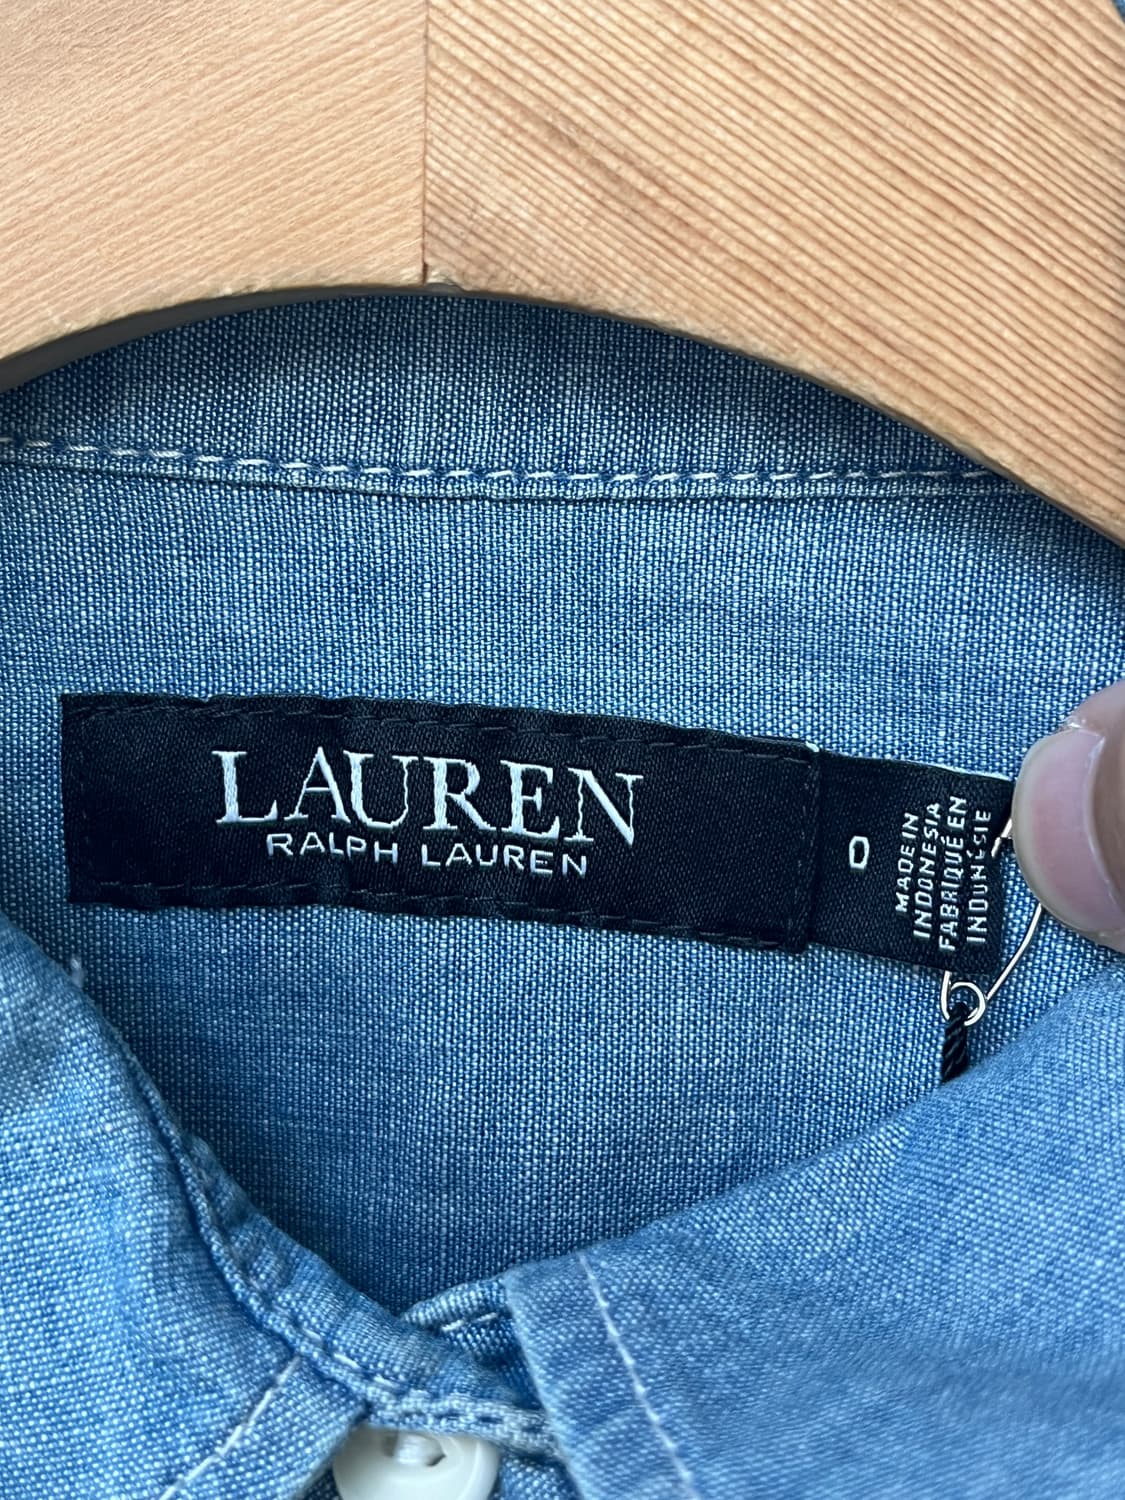 LAUREN
RALPH LAUREN
0
MADE IN
INDONESIA
FABRIQUÉ EN
INDONÉSIE